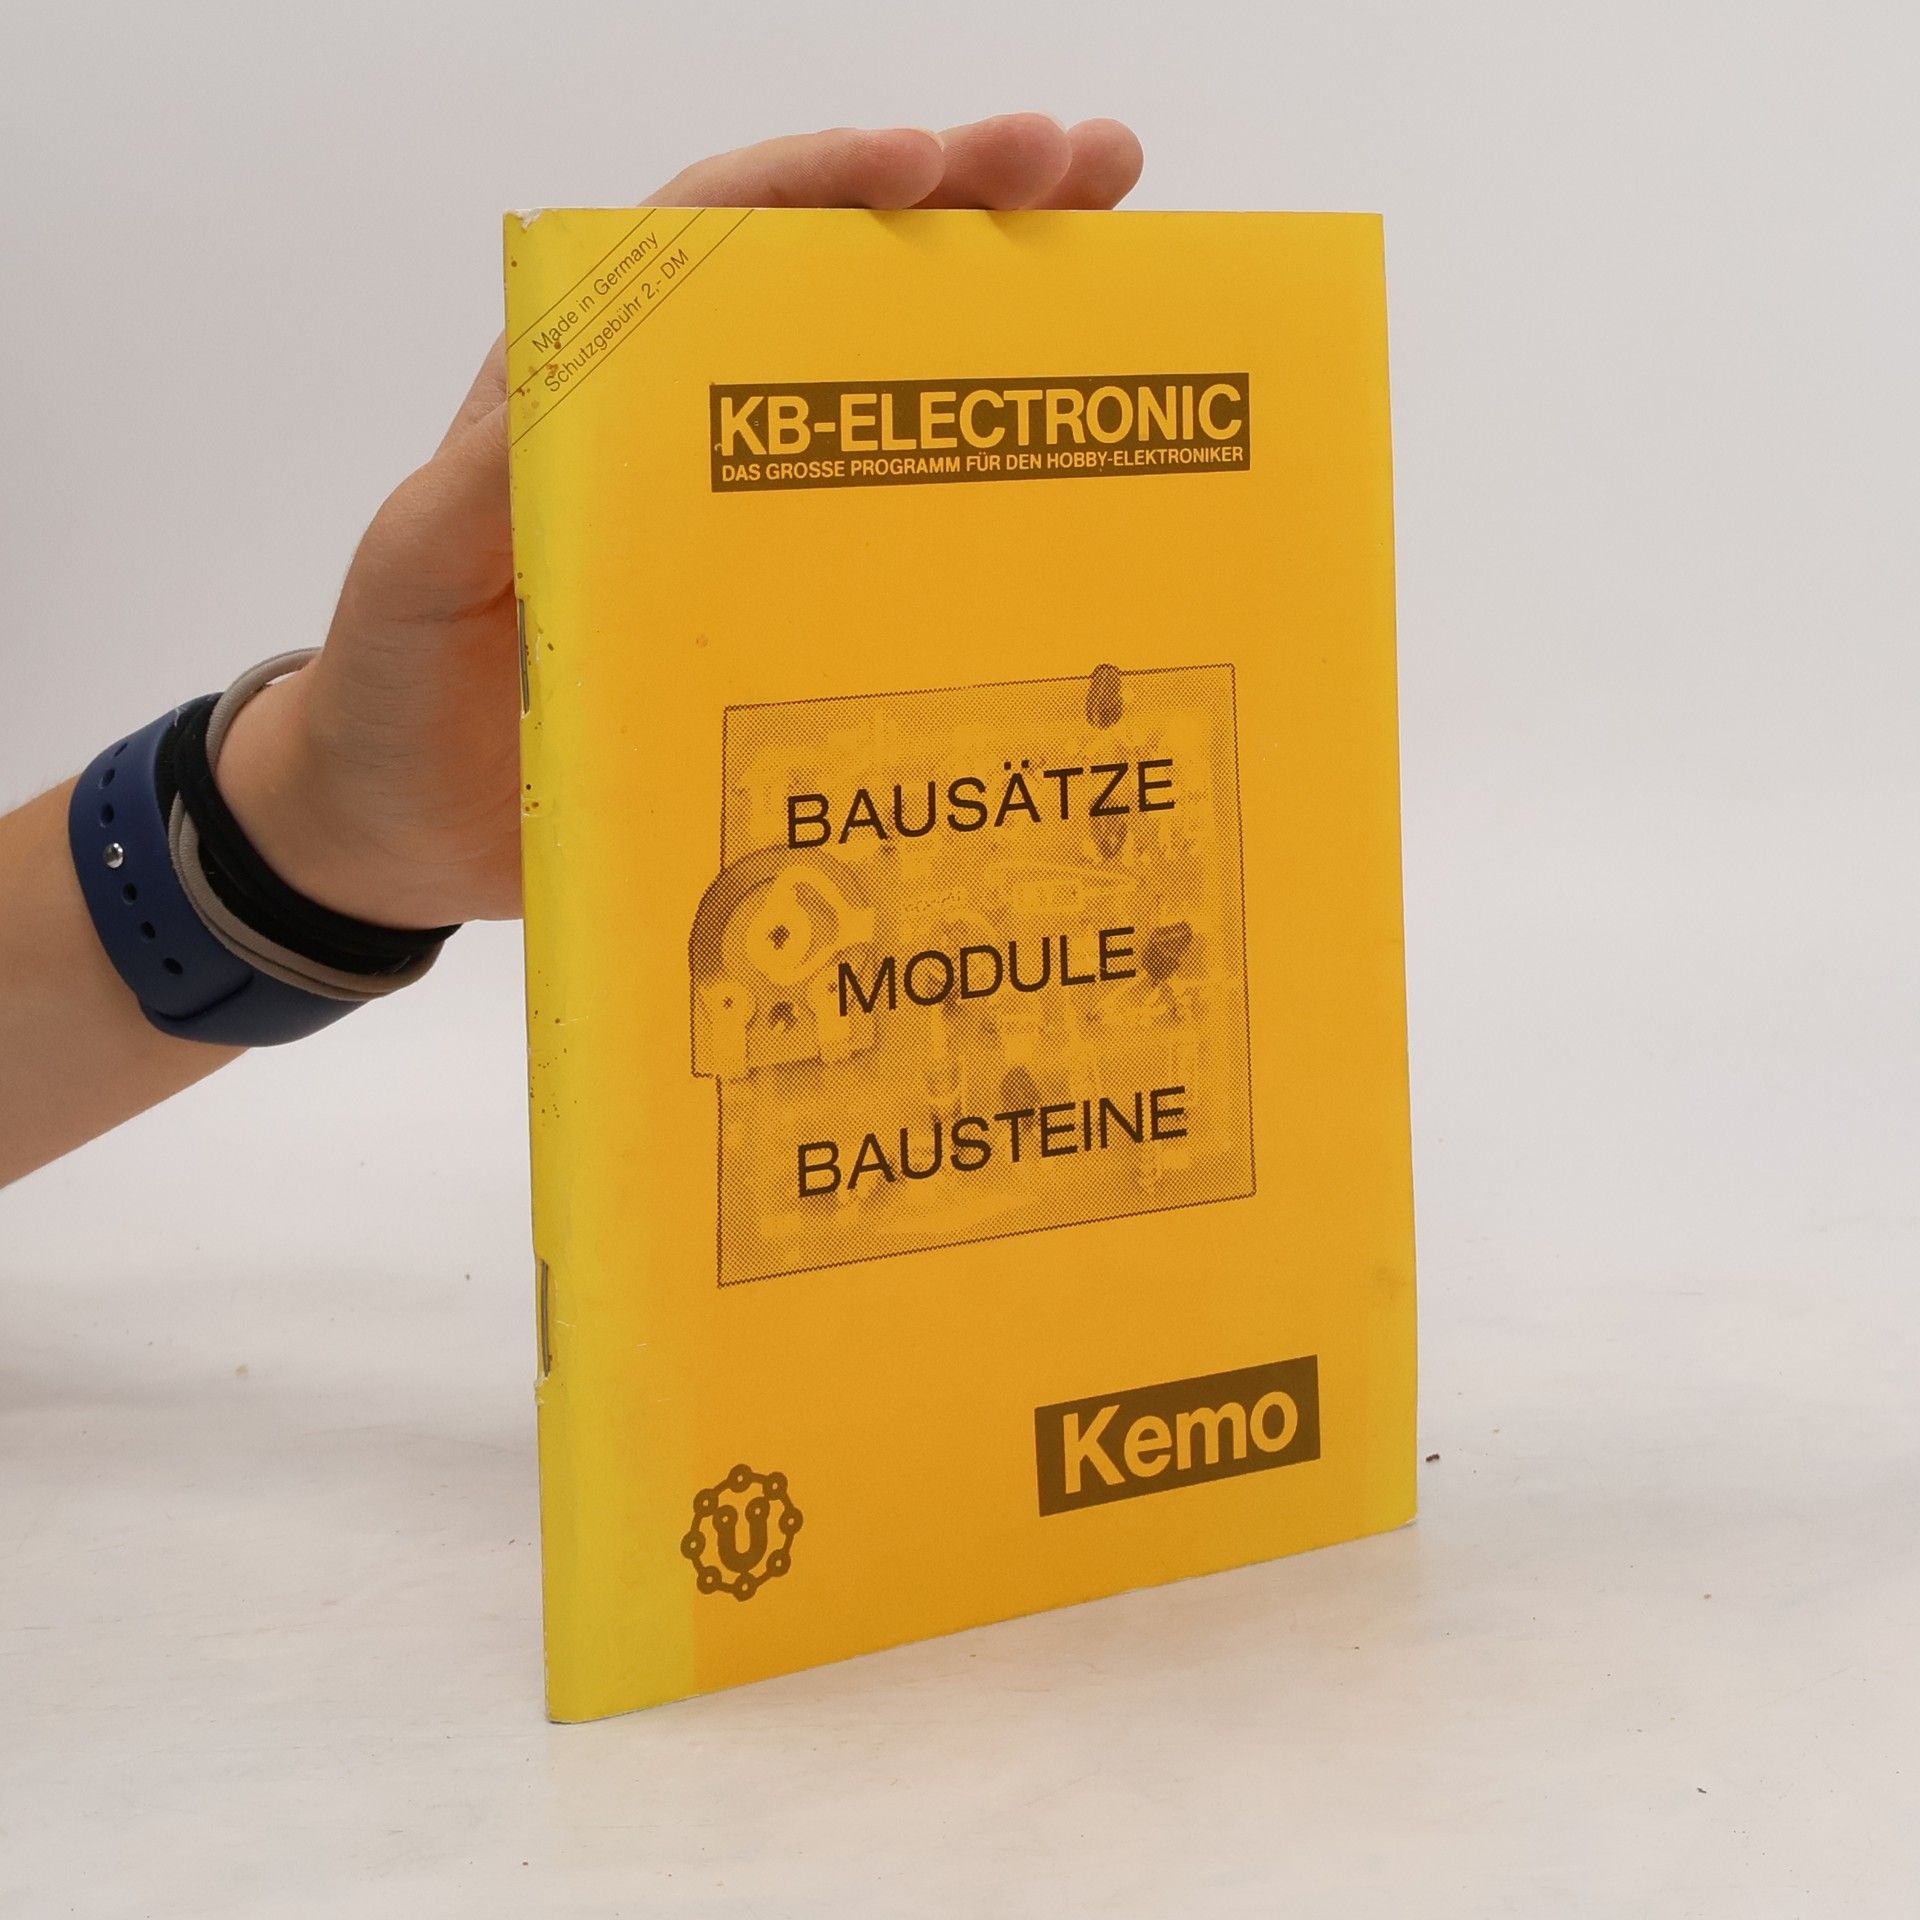 Made in Germany
Schutzgebühr 2,- DM
KB-ELECTRONIC
DAS GROSSE PROGRAMM FÜR DEN HOBBY-ELEKTRONIKER
BAUSÄTZE
MODULE
BAUSTEINE
Kemo
U